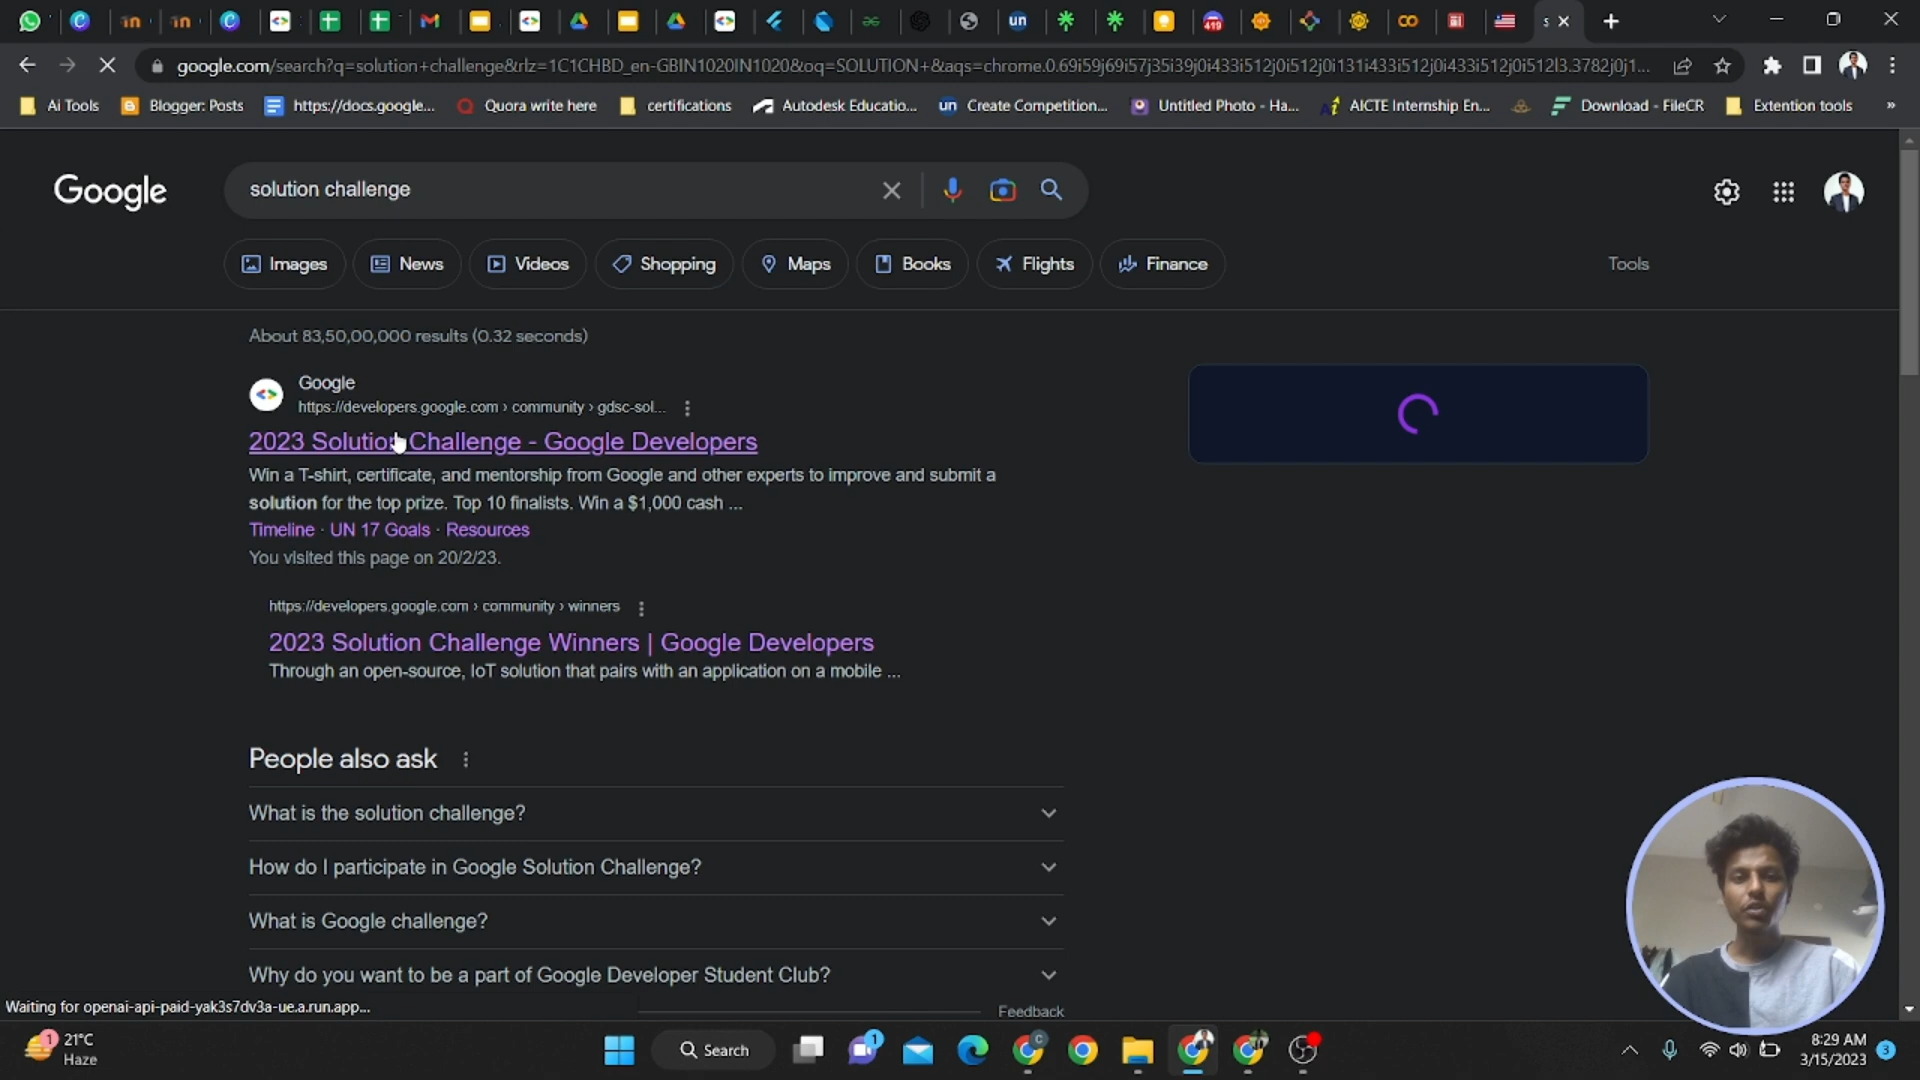 un
419
s
google.com/search?q=solution+challenge&rlz=1C1CHBD_en-GBIN1020IN1020&oq=SOLUTION+&aqs=chrome.0.69i59j69i57j35i39j0i433i512j0i512j0i131i433i512j0i433i512j0i512l3.3782j0j1...
Ai Tools
Blogger: Posts
https://docs.google...
Quora write here
certifications
Autodesk Educatio...
un Create Competition...
Untitled Photo - Ha...
AICTE Internship En...
Download - FileCR
Extention tools
»
Google
solution challenge
Images
News
Videos
Shopping
Maps
Books
Flights
Finance
Tools
About 83,50,00,000 results (0.32 seconds)
Google
https://developers.google.com › community › gdsc-sol...
2023 Solution Challenge - Google Developers
Win a T-shirt, certificate, and mentorship from Google and other experts to improve and submit a
solution for the top prize. Top 10 finalists. Win a $1,000 cash ...
Timeline · UN 17 Goals · Resources
You visited this page on 20/2/23.
https://developers.google.com › community › winners
2023 Solution Challenge Winners | Google Developers
Through an open-source, IoT solution that pairs with an application on a mobile ...
People also ask
What is the solution challenge?
How do I participate in Google Solution Challenge?
What is Google challenge?
Why do you want to be a part of Google Developer Student Club?
Feedback
Waiting for openai-api-paid-yak3s7dv3a-ue.a.run.app...
1
21°C
Haze
Search
1
8:29 AM
3/15/2023
3